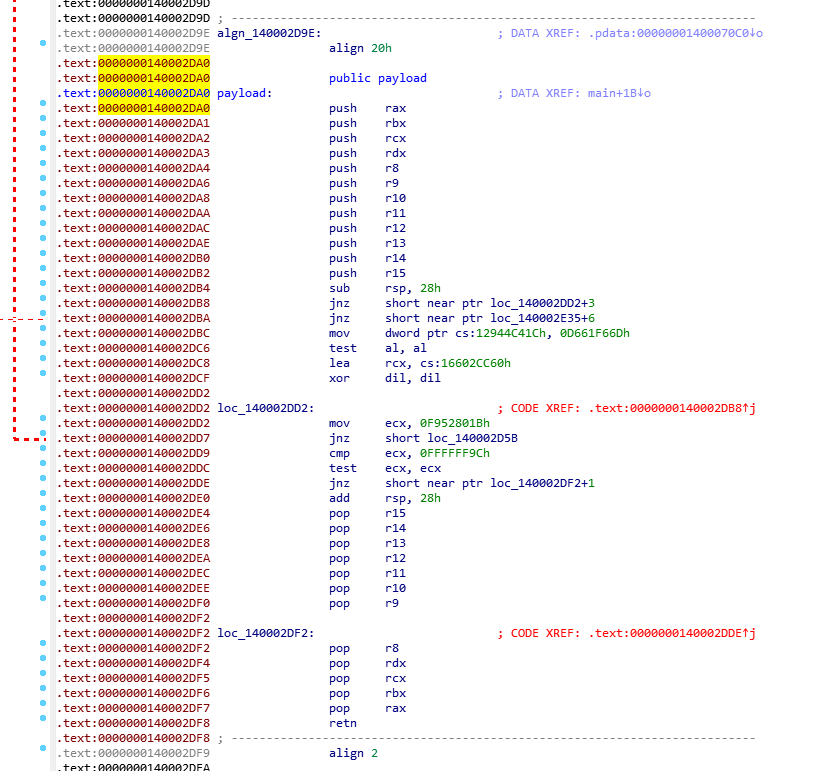 .text:0000000140002D9D
.text:0000000140002D9D ; ---------------------------------------------------------------------------
.text:0000000140002D9E algn_140002D9E: ; DATA XREF: .pdata:00000001400070C0↓o
.text:0000000140002D9E align 20h
.text:0000000140002DA0
.text:0000000140002DA0 public payload
.text:0000000140002DA0 payload: ; DATA XREF: main+1B↓o
.text:0000000140002DA0 push rax
.text:0000000140002DA1 push rbx
.text:0000000140002DA2 push rcx
.text:0000000140002DA3 push rdx
.text:0000000140002DA4 push r8
.text:0000000140002DA6 push r9
.text:0000000140002DA8 push r10
.text:0000000140002DAA push r11
.text:0000000140002DAC push r12
.text:0000000140002DAE push r13
.text:0000000140002DB0 push r14
.text:0000000140002DB2 push r15
.text:0000000140002DB4 sub rsp, 28h
.text:0000000140002DB8 jnz short near ptr loc_140002DD2+3
.text:0000000140002DBA jnz short near ptr loc_140002E35+6
.text:0000000140002DBC mov dword ptr cs:12944C41Ch, 0D661F66Dh
.text:0000000140002DC6 test al, al
.text:0000000140002DC8 lea rcx, cs:16602CC60h
.text:0000000140002DCF xor dil, dil
.text:0000000140002DD2
.text:0000000140002DD2 loc_140002DD2: ; CODE XREF: .text:0000000140002DB8↑j
.text:0000000140002DD2 mov ecx, 0F952801Bh
.text:0000000140002DD7 jnz short loc_140002D5B
.text:0000000140002DD9 cmp ecx, 0FFFFFF9Ch
.text:0000000140002DDC test ecx, ecx
.text:0000000140002DDE jnz short near ptr loc_140002DF2+1
.text:0000000140002DE0 add rsp, 28h
.text:0000000140002DE4 pop r15
.text:0000000140002DE6 pop r14
.text:0000000140002DE8 pop r13
.text:0000000140002DEA pop r12
.text:0000000140002DEC pop r11
.text:0000000140002DEE pop r10
.text:0000000140002DF0 pop r9
.text:0000000140002DF2
.text:0000000140002DF2 loc_140002DF2: ; CODE XREF: .text:0000000140002DDE↑j
.text:0000000140002DF2 pop r8
.text:0000000140002DF4 pop rdx
.text:0000000140002DF5 pop rcx
.text:0000000140002DF6 pop rbx
.text:0000000140002DF7 pop rax
.text:0000000140002DF8 retn
.text:0000000140002DF8 ; ---------------------------------------------------------------------------
.text:0000000140002DF9 align 2
.text:0000000140002DFA